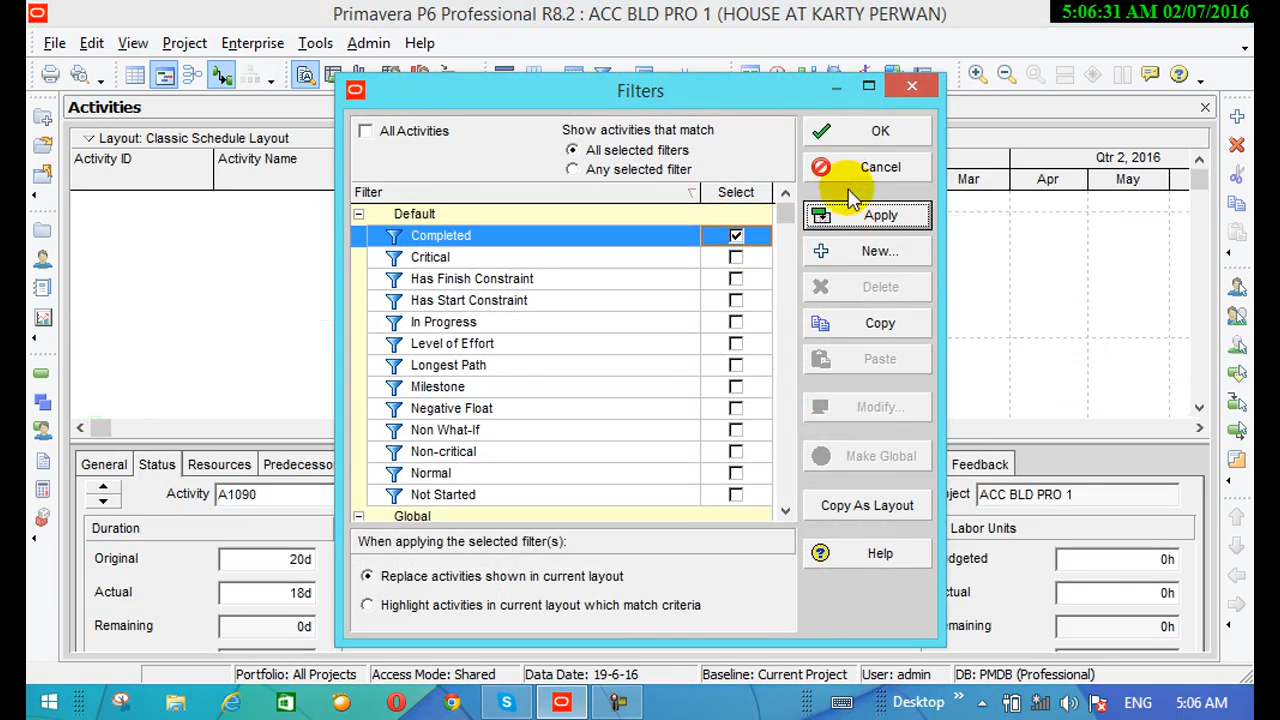 Primavera P6 Professional R8.2 : ACC BLD PRO 1 (HOUSE AT KARTY PERWAN)
5:06:31 AM 02/07/2016
File Edit View Project Enterprise Tools Admin Help
Activities
Layout: Classic Schedule Layout
Activity ID Activity Name
Qtr 2, 2016
Mar Apr May
Filters
All Activities
Show activities that match
All selected filters
Any selected filter
Filter Select
Default
Completed
Critical
Has Finish Constraint
Has Start Constraint
In Progress
Level of Effort
Longest Path
Milestone
Negative Float
Non What-If
Non-critical
Normal
Not Started
Global
When applying the selected filter(s):
Replace activities shown in current layout
Highlight activities in current layout which match criteria
OK
Cancel
Apply
New...
Delete
Copy
Paste
Modify...
Make Global
Copy As Layout
Help
General Status Resources Predecesso
Feedback
Activity A1090
oject ACC BLD PRO 1
Duration
Labor Units
Original 20d
dgeted 0h
Actual 18d
ctual 0h
Remaining 0d
emaining 0h
Portfolio: All Projects Access Mode: Shared Data Date: 19-6-16 Baseline: Current Project User: admin DB: PMDB (Professional)
Desktop » ENG 5:06 AM